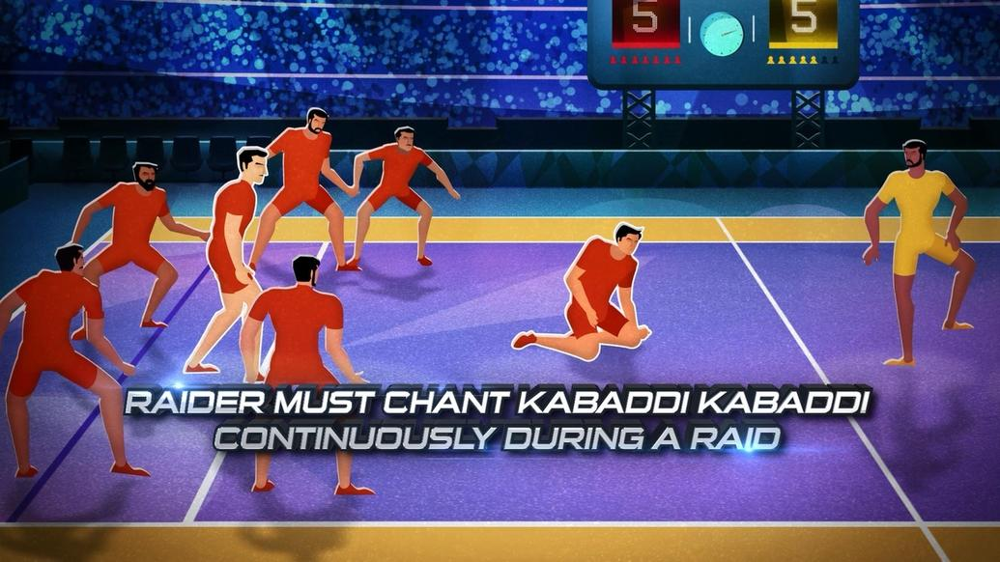 5 5
RAIDER MUST CHANT KABADDI KABADDI
CONTINUOUSLY DURING A RAID